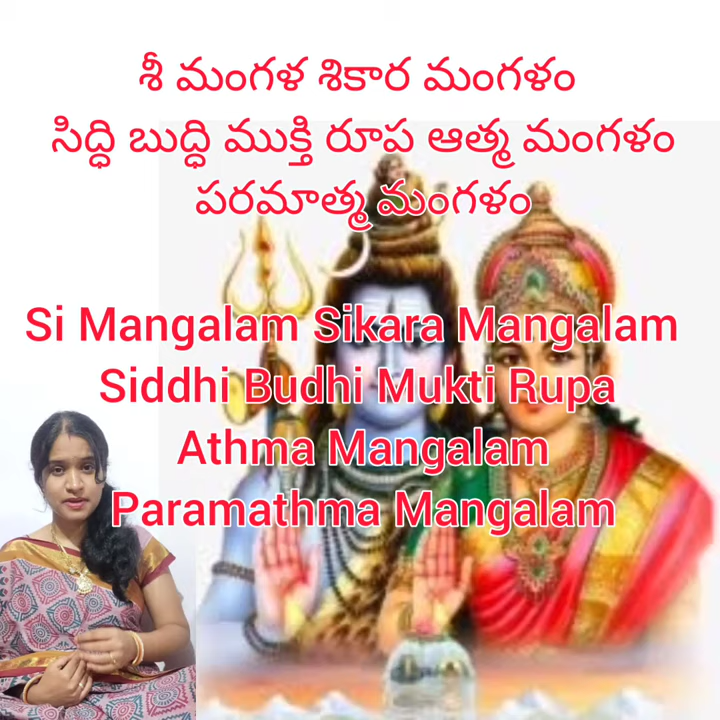 శీ మంగళ శికార మంగళం
సిద్ధి బుద్ధి ముక్తి రూప ఆత్మ మంగళం
పరమాత్మ మంగళం
Si Mangalam Sikara Mangalam
Siddhi Budhi Mukti Rupa
Athma Mangalam
Paramathma Mangalam